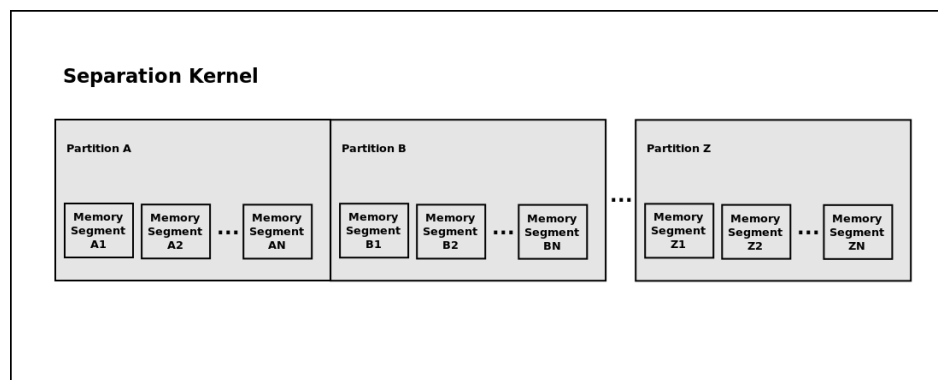 Separation Kernel
Partition A
Memory
Segment
A1
Memory
Segment
A2
...
Memory
Segment
AN
Partition B
Memory
Segment
B1
Memory
Segment
B2
...
Memory
Segment
BN
...
Partition Z
Memory
Segment
Z1
Memory
Segment
Z2
...
Memory
Segment
ZN